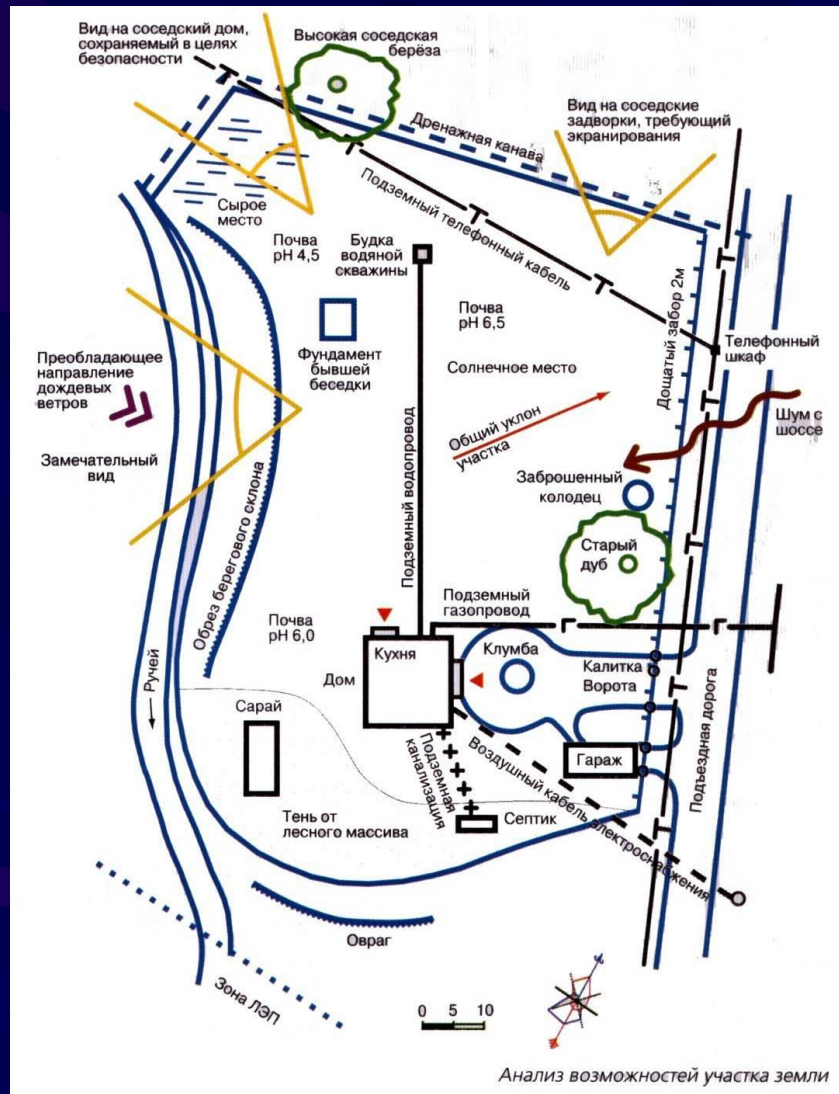 Вид на соседский дом,
сохраняемый в целях
безопасности
Высокая соседская
берёза
Вид на соседские
задворки, требующий
экранирования
Дренажная канава
Подземный телефонный кабель
Сырое
место
Почва
pH 4,5
Будка
водяной
скважины
Почва
pH 6,5
Дощатый забор 2м
Телефонный
шкаф
Фундамент
бывшей
беседки
Солнечное место
Преобладающее
направление
дождевых
ветров
Шум с
шоссе
Общий уклон
участка
Замечательный
вид
Обрез берегового склона
Подземный водопровод
Заброшенный
колодец
Старый
дуб
Подземный
газопровод
Почва
pH 6,0
Кухня
Клумба
Калитка
Дом
Ворота
Ручей
Сарай
Подъездная дорога
Гараж
Подземная
канализация
Воздушный кабель электроснабжения
Тень от
лесного массива
Септик
Овраг
Зона ЛЭП
0 5 10
Анализ возможностей участка земли